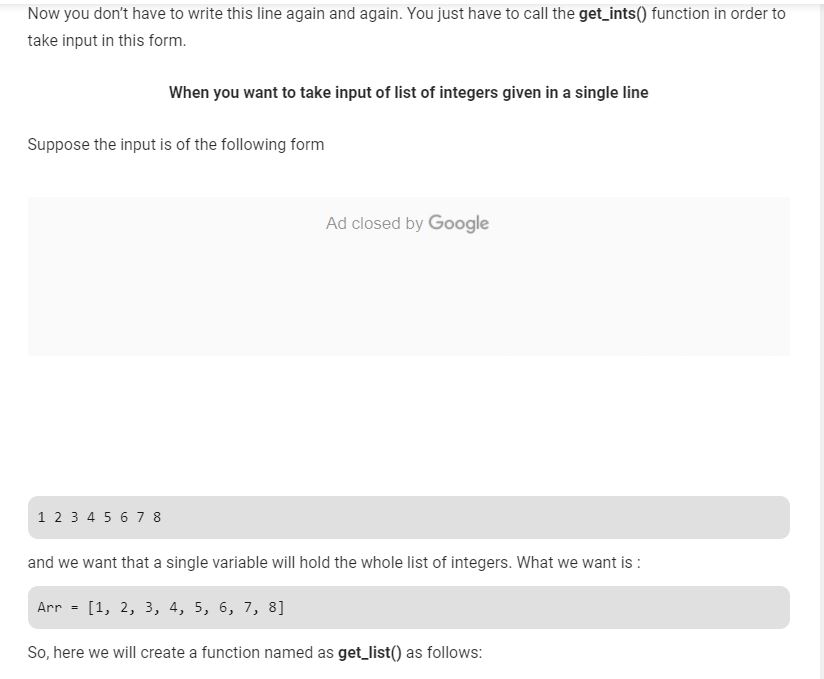 Now you don't have to write this line again and again. You just have to call the get_ints() function in order to
take input in this form.
When you want to take input of list of integers given in a single line
Suppose the input is of the following form
Ad closed by Google
1 2 3 4 5 6 7 8
and we want that a single variable will hold the whole list of integers. What we want is :
Arr = [1, 2, 3, 4, 5, 6, 7, 8]
So, here we will create a function named as get_list() as follows: